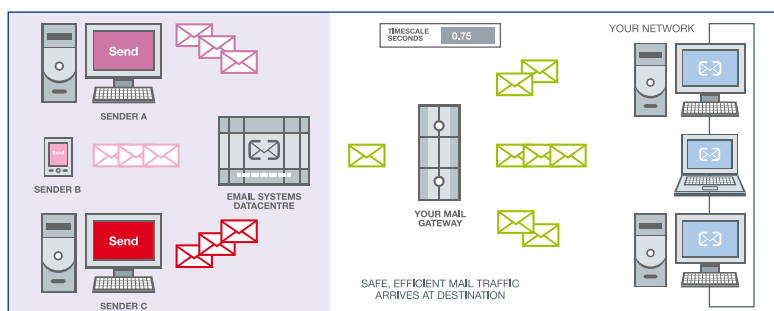 TIMESCALE
SECONDS
0.75
YOUR NETWORK
Send
SENDER A
Send
SENDER B
EMAIL SYSTEMS
DATACENTRE
YOUR MAIL
GATEWAY
Send
SENDER C
SAFE, EFFICIENT MAIL TRAFFIC
ARRIVES AT DESTINATION